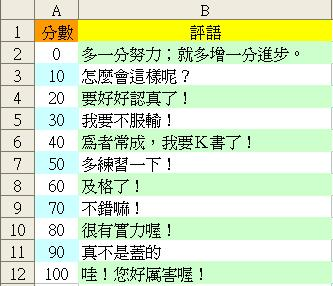 A B
1 分數 評語
2 0 多一分努力；就多增一分進步。
3 10 怎麼會這樣呢？
4 20 要好好認真了！
5 30 我要不服輸！
6 40 為者常成，我要K書了！
7 50 多練習一下！
8 60 及格了！
9 70 不錯嘛！
10 80 很有實力喔！
11 90 真不是蓋的
12 100 哇！您好厲害喔！